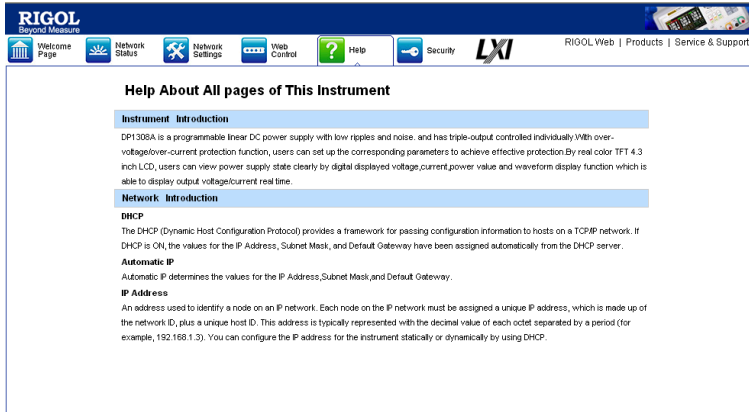 RIGOL
Beyond Measure
Welcome Page
Network Status
Network Settings
Web Control
Help
Security
LXI
RIGOL Web | Products | Service & Support
Help About All pages of This Instrument
Instrument Introduction
DP1308A is a programmable linear DC power supply with low ripples and noise. and has triple-output controlled individually.With over-
voltage/over-current protection function, users can set up the corresponding parameters to achieve effective protection.By real color TFT 4.3
inch LCD, users can view power supply state clearly by digital displayed voltage,current,power value and waveform display function which is
able to display output voltage/current real time.
Network Introduction
DHCP
The DHCP (Dynamic Host Configuration Protocol) provides a framework for passing configuration information to hosts on a TCP/IP network. If
DHCP is ON, the values for the IP Address, Subnet Mask, and Default Gateway have been assigned automatically from the DHCP server.
Automatic IP
Automatic IP determines the values for the IP Address,Subnet Mask,and Default Gateway.
IP Address
An address used to identify a node on an IP network. Each node on the IP network must be assigned a unique IP address, which is made up of
the network ID, plus a unique host ID. This address is typically represented with the decimal value of each octet separated by a period (for
example, 192.168.1.3). You can configure the IP address for the instrument statically or dynamically by using DHCP.